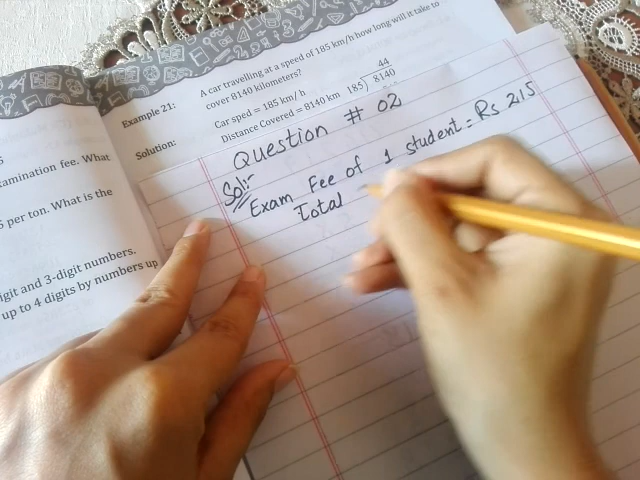 5
xamination fee. What
5 per ton. What is the
igit and 3-digit numbers.
up to 4 digits by numbers up
Example 21:
A car travelling at a speed of 185 km/h how long will it take to
cover 8140 kilometers?
Solution:
Car sped = 185 km/ h
Distance Covered = 8140 km
44
185 8140
Question # 02
Sol:-
Exam Fee of 1 student = Rs 215
Total